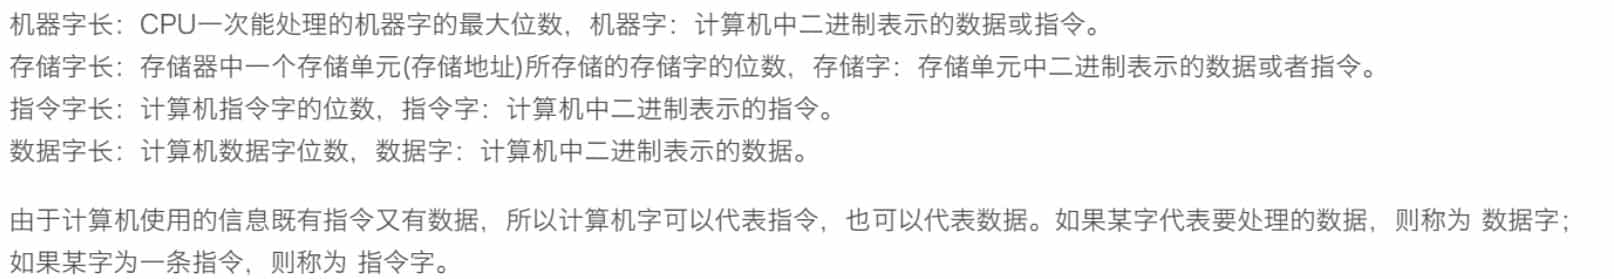 机器字长：CPU一次能处理的机器字的最大位数，机器字：计算机中二进制表示的数据或指令。
存储字长：存储器中一个存储单元(存储地址)所存储的存储字的位数，存储字：存储单元中二进制表示的数据或者指令。
指令字长：计算机指令字的位数，指令字：计算机中二进制表示的指令。
数据字长：计算机数据字位数，数据字：计算机中二进制表示的数据。
由于计算机使用的信息既有指令又有数据，所以计算机字可以代表指令，也可以代表数据。如果某字代表要处理的数据，则称为 数据字；
如果某字为一条指令，则称为 指令字。